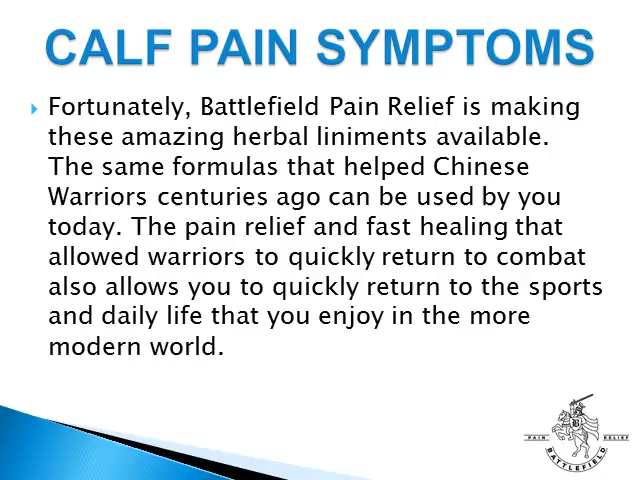 CALF PAIN SYMPTOMS
Fortunately, Battlefield Pain Relief is making
these amazing herbal liniments available.
The same formulas that helped Chinese
Warriors centuries ago can be used by you
today. The pain relief and fast healing that
allowed warriors to quickly return to combat
also allows you to quickly return to the sports
and daily life that you enjoy in the more
modern world.
B
PAIN RELIEF
BATTLEFIELD